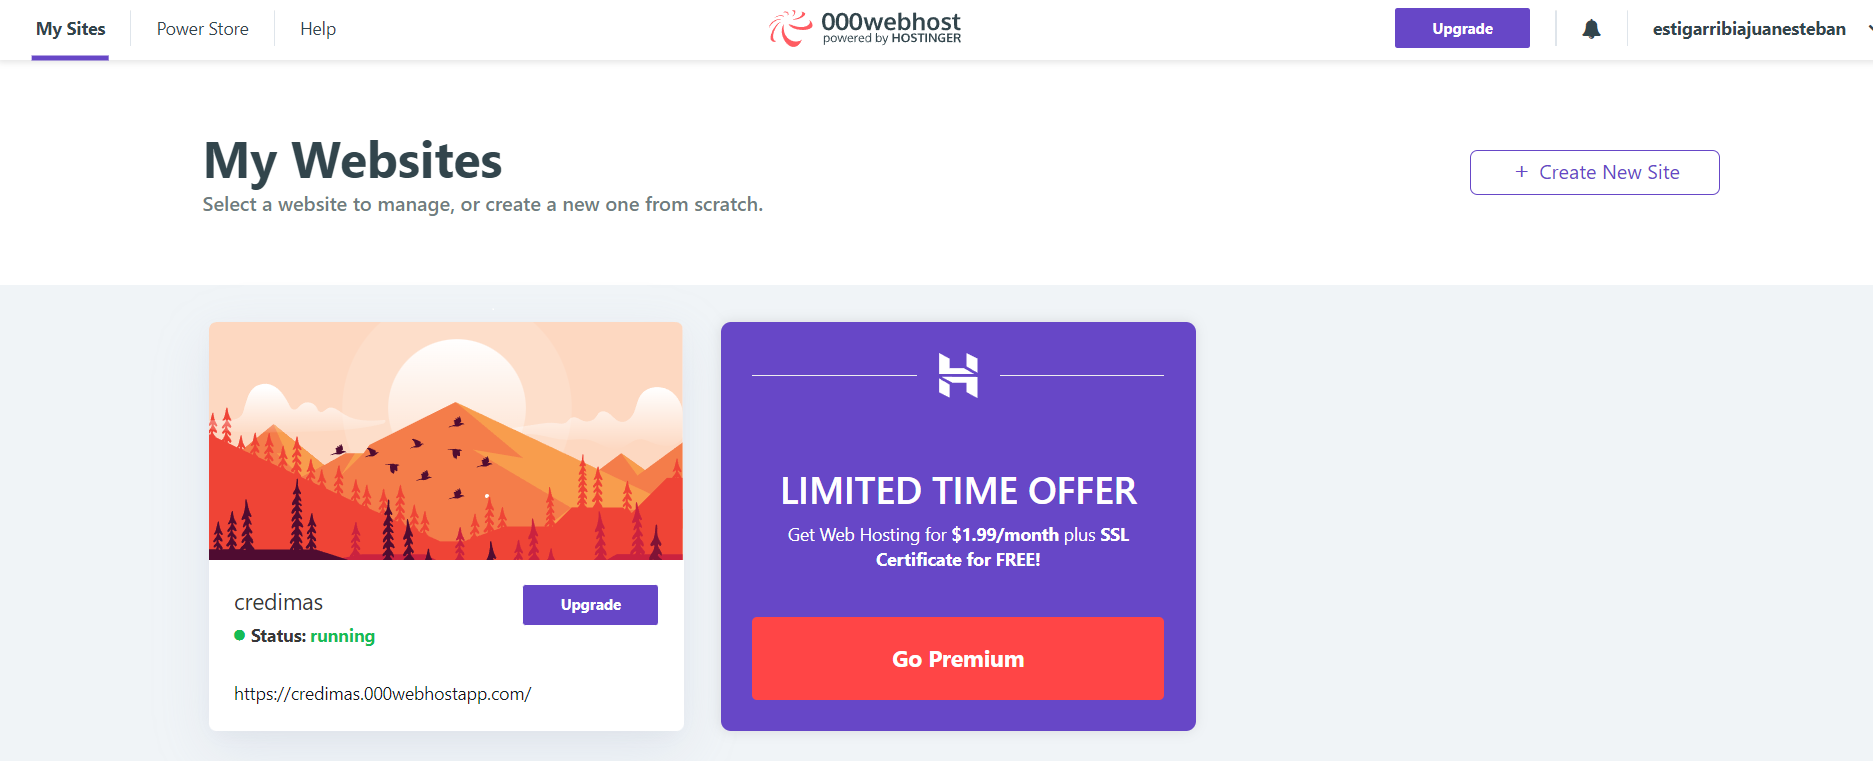 My Sites
Power Store
Help
000webhost
powered by HOSTINGER
Upgrade
estigarribiajuanesteban
My Websites
Select a website to manage, or create a new one from scratch.
+ Create New Site
credimas
Upgrade
Status: running
https://credimas.000webhostapp.com/
LIMITED TIME OFFER
Get Web Hosting for $1.99/month plus SSL
Certificate for FREE!
Go Premium